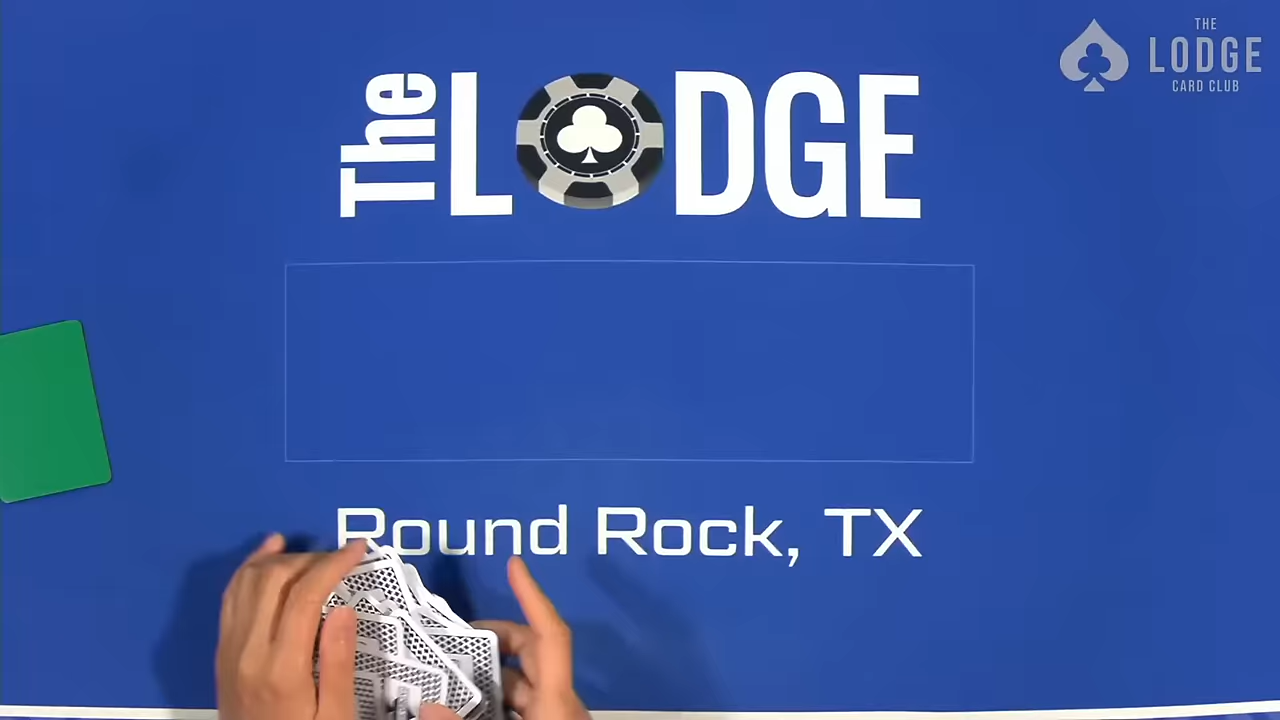 The LODGE
Round Rock, TX
THE
LODGE
CARD CLUB